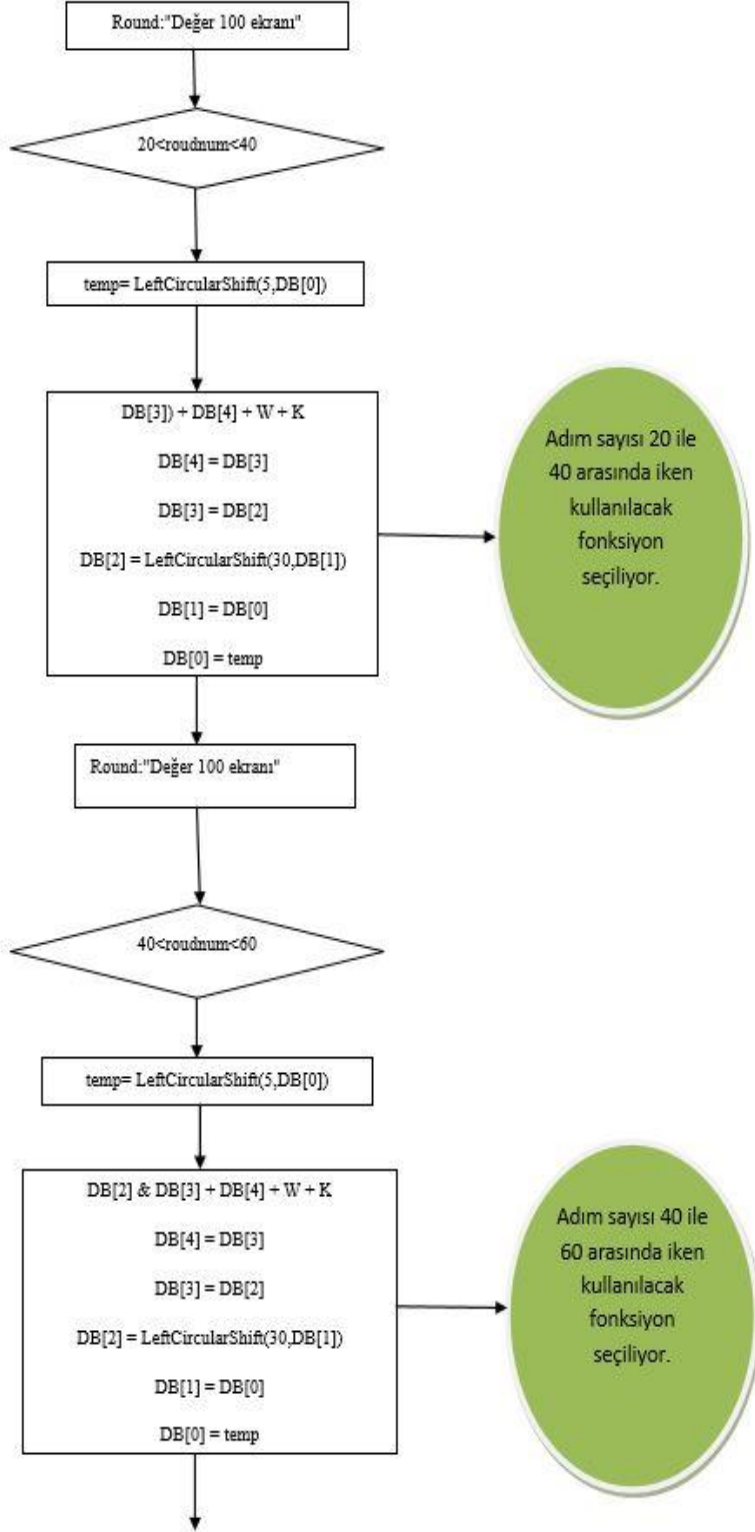 Round:"Değer 100 ekranı"
20<roudnum<40
temp= LeftCircularShift(5,DB[0])
DB[3]) + DB[4] + W + K
DB[4] = DB[3]
DB[3] = DB[2]
DB[2] = LeftCircularShift(30,DB[1])
DB[1] = DB[0]
DB[0] = temp
Adım sayısı 20 ile
40 arasında iken
kullanılacak
fonksiyon
seçiliyor.
Round:"Değer 100 ekranı"
40<roudnum<60
temp= LeftCircularShift(5,DB[0])
DB[2] & DB[3] + DB[4] + W + K
DB[4] = DB[3]
DB[3] = DB[2]
DB[2] = LeftCircularShift(30,DB[1])
DB[1] = DB[0]
DB[0] = temp
Adım sayısı 40 ile
60 arasında iken
kullanılacak
fonksiyon
seçiliyor.